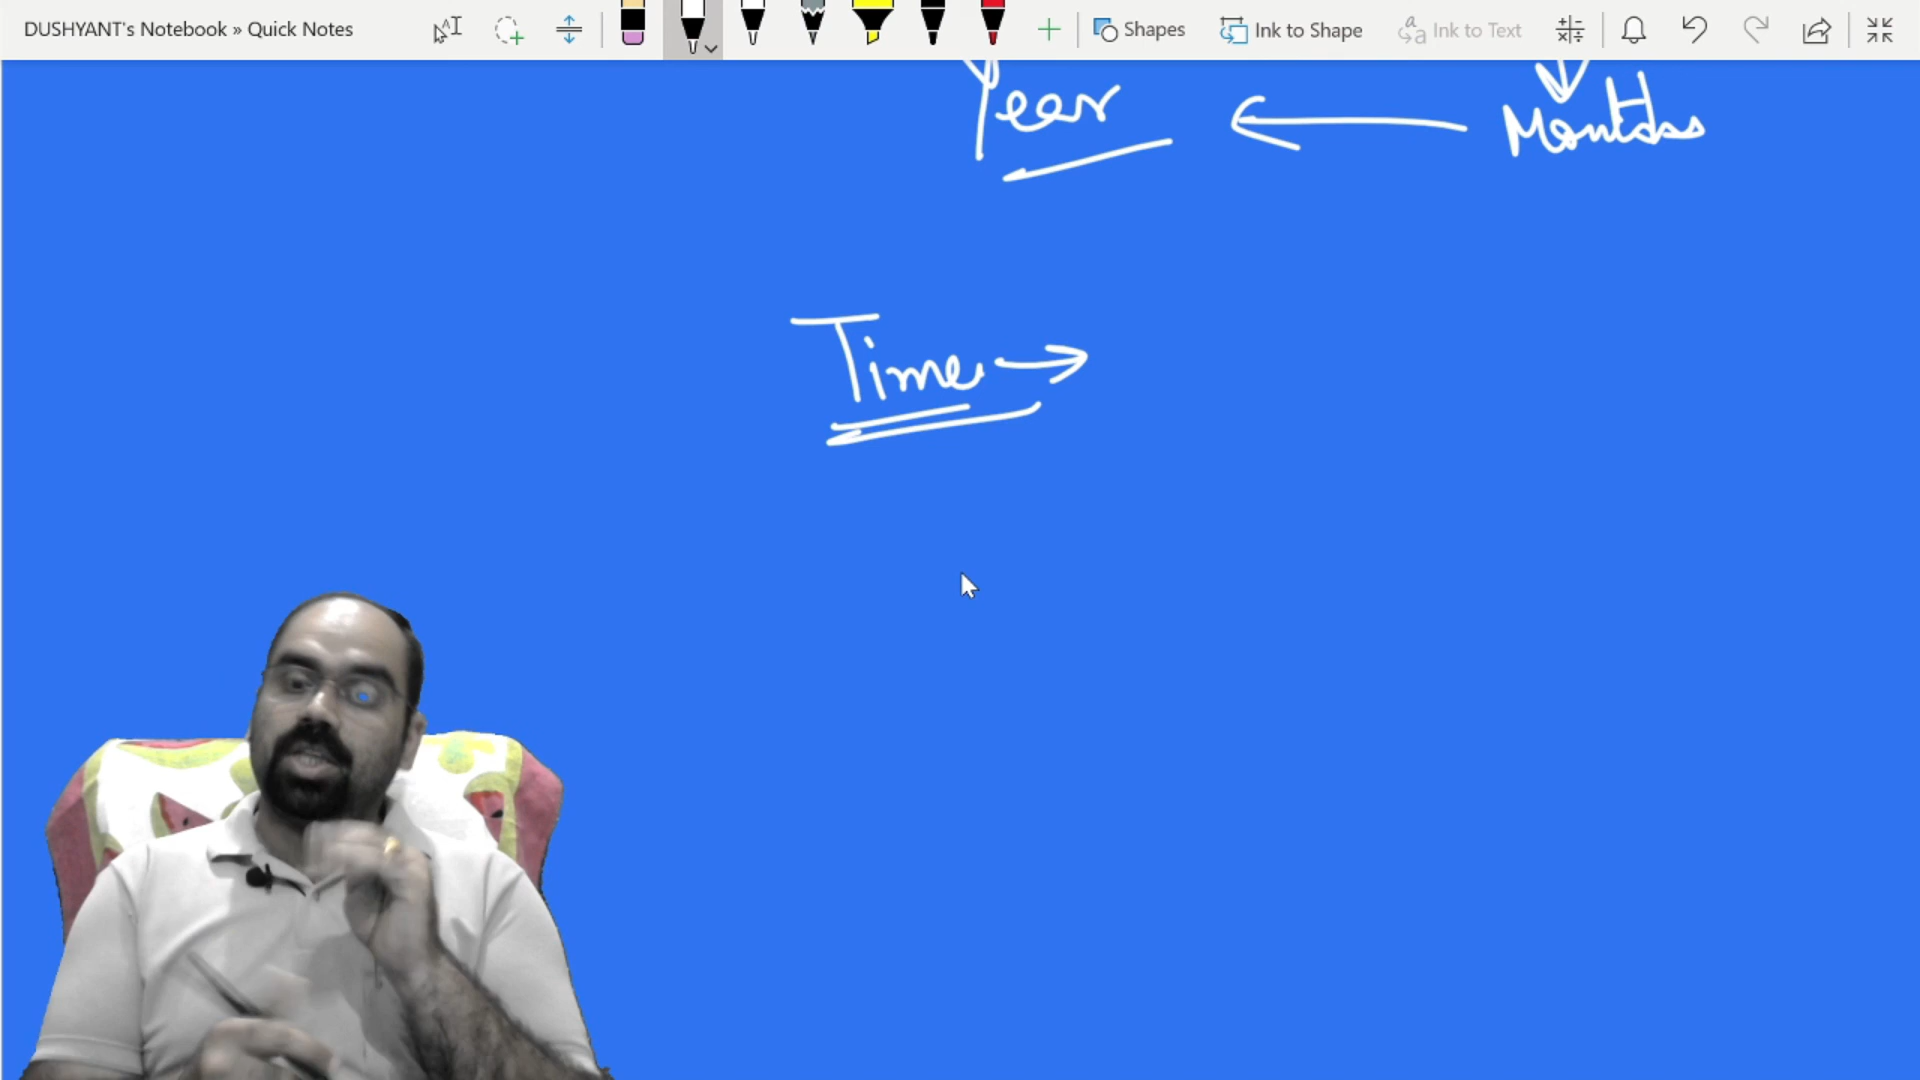 DUSHYANT's Notebook » Quick Notes
Shapes
Ink to Shape
Ink to Text
Year ← Months
Time →